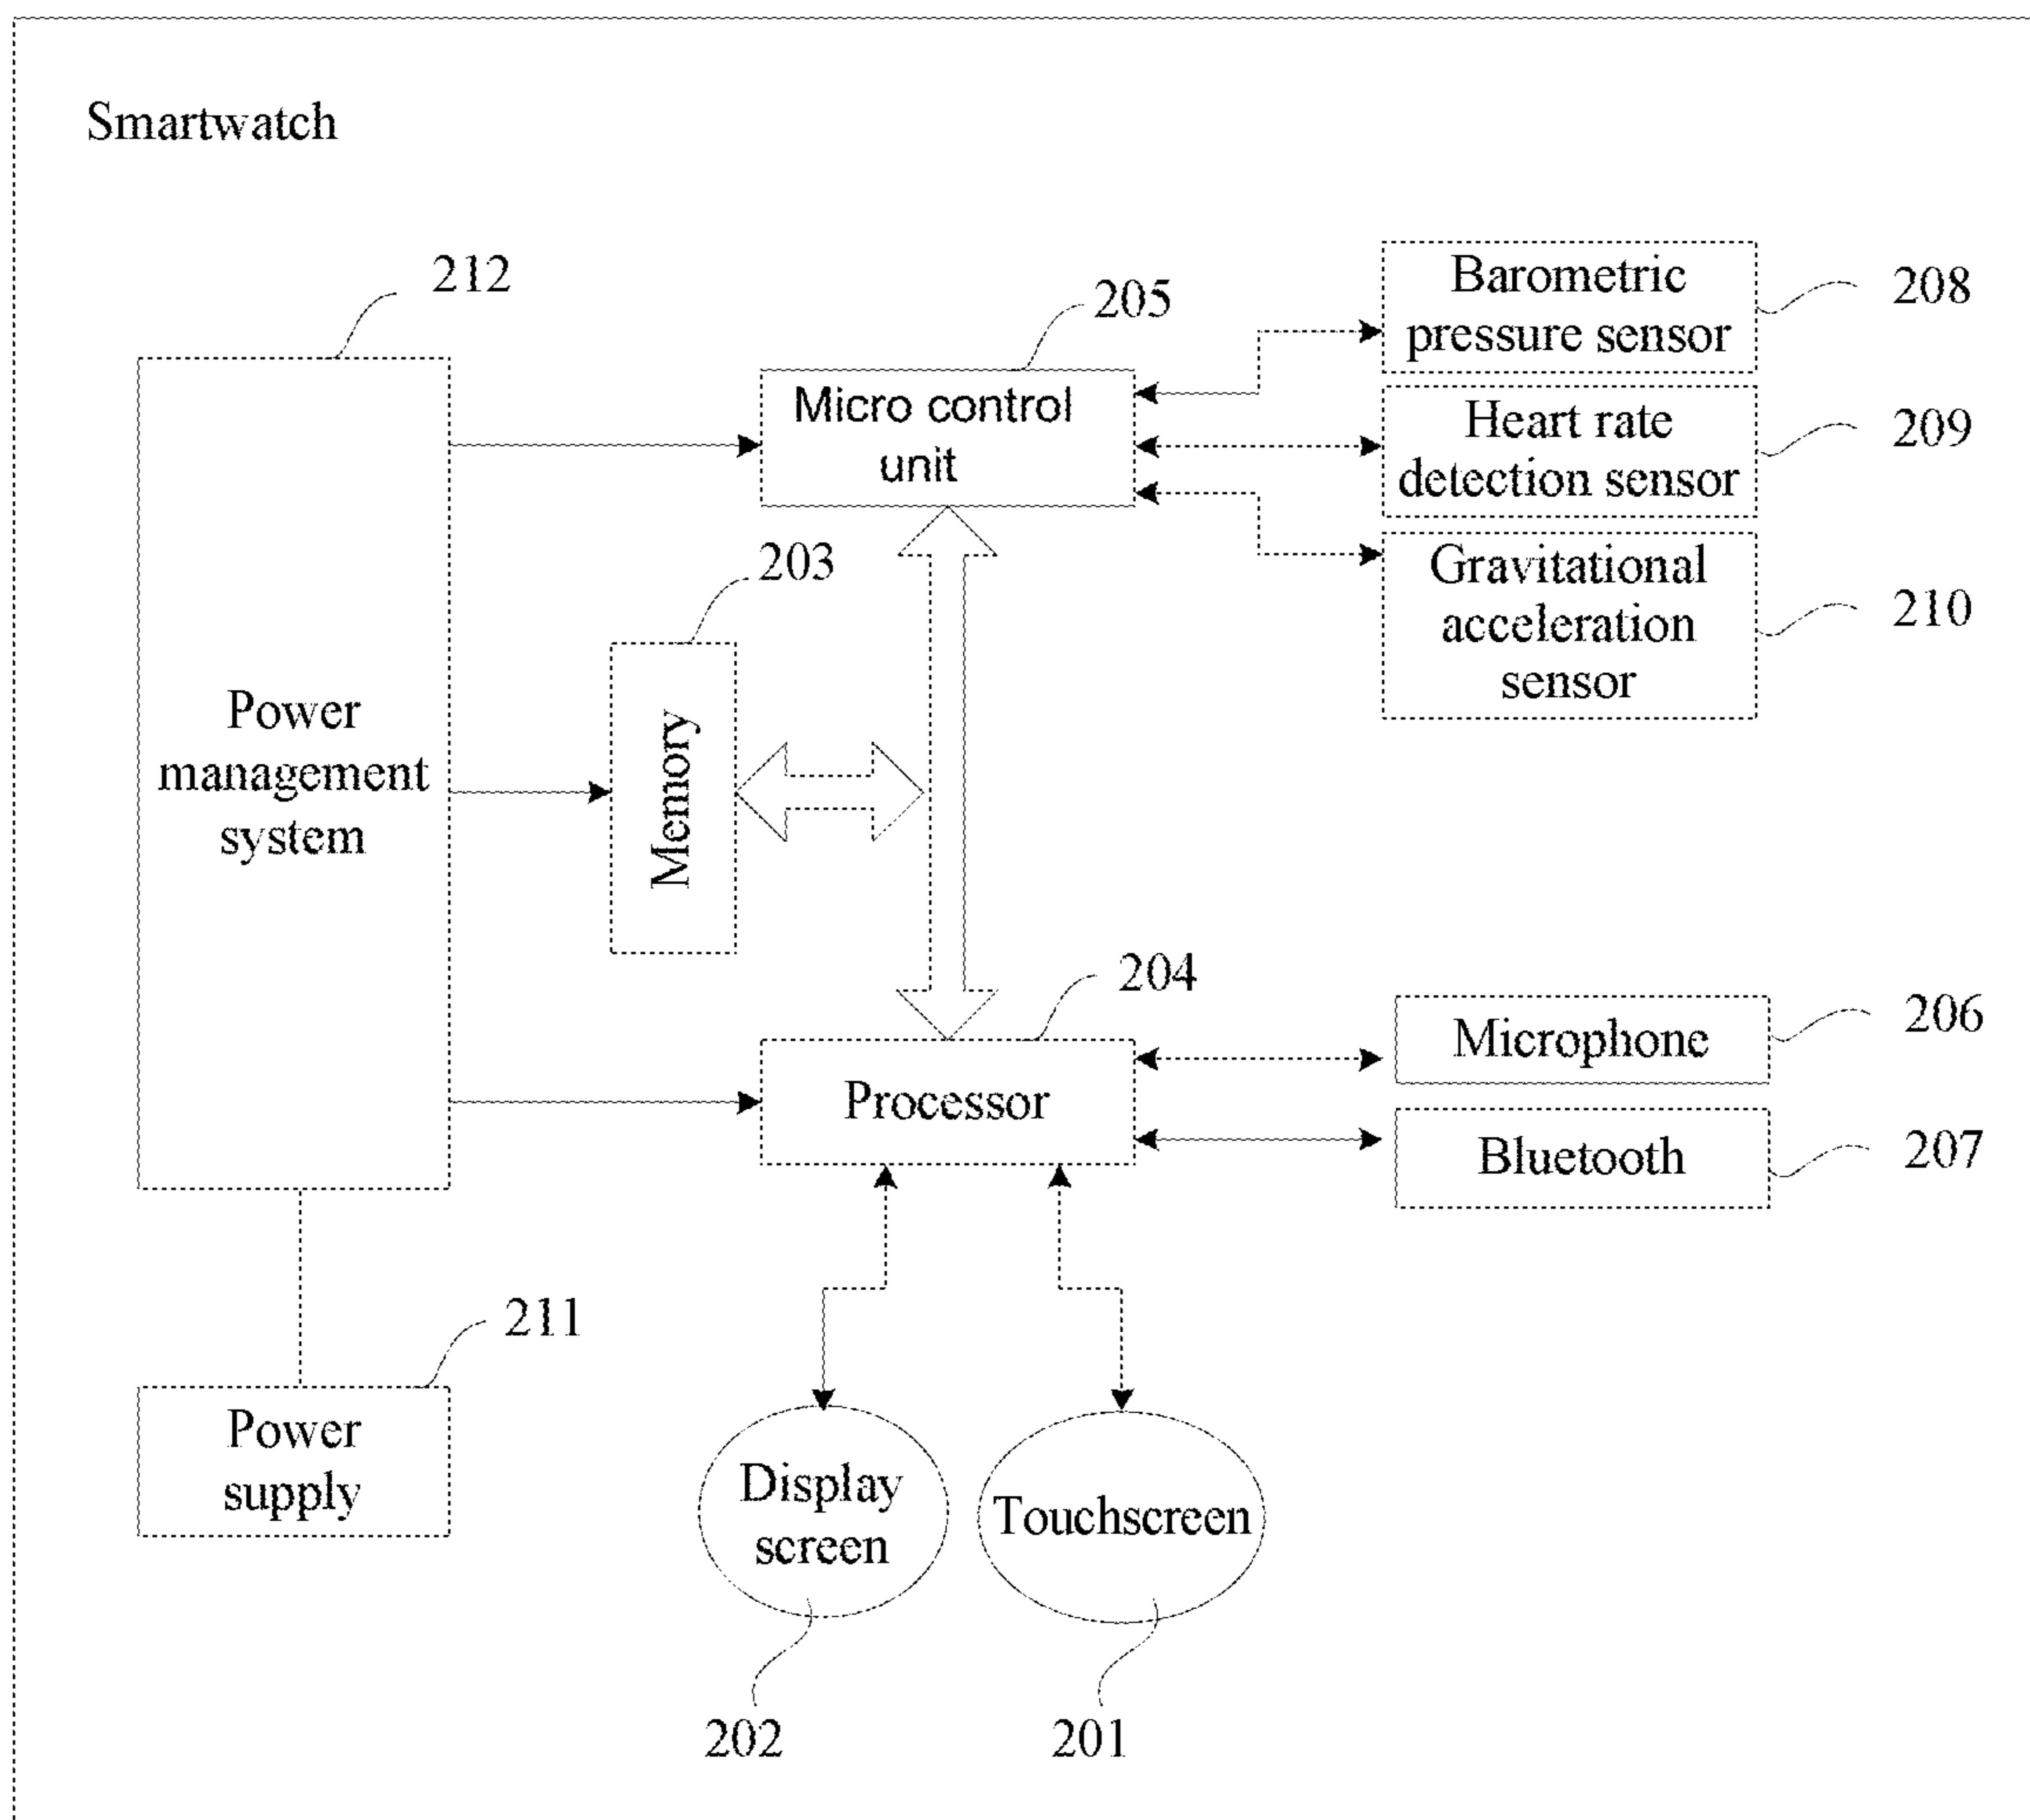 Smartwatch
212
205
Barometric
pressure sensor
208
Micro control
unit
Heart rate
detection sensor
209
203
Gravitational
acceleration
sensor
210
Power
management
system
Memory
204
Microphone
206
Processor
Bluetooth
207
211
Power
supply
Display
screen
Touchscreen
202
201